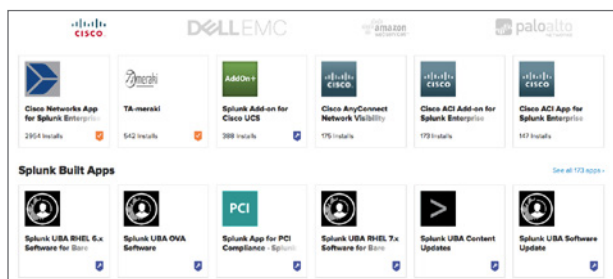 CISCO
DELLEMC
amazon
paloalto
AddOn+
CISCO
CISCO
CISCO
meraki
Cisco Networks App
for Splunk Enterprise
TA-meraki
Splunk Add-on for
Cisco UCS
Cisco AnyConnect
Network Visibility
Cisco ACI Add-on for
Splunk Enterprise
Cisco ACI App for
Splunk Enterprise
2954 Installs
542 Installs
388 Installs
175 Installs
173 Installs
147 Installs
Splunk Built Apps
See all 173 apps ›
PCI
>
Splunk UBA RHEL 6.x
Software for Bare
Splunk UBA OVA
Software
Splunk App for PCI
Compliance - Splunk
Splunk UBA RHEL 7.x
Software for Bare
Splunk UBA Content
Updates
Splunk UBA Software
Update